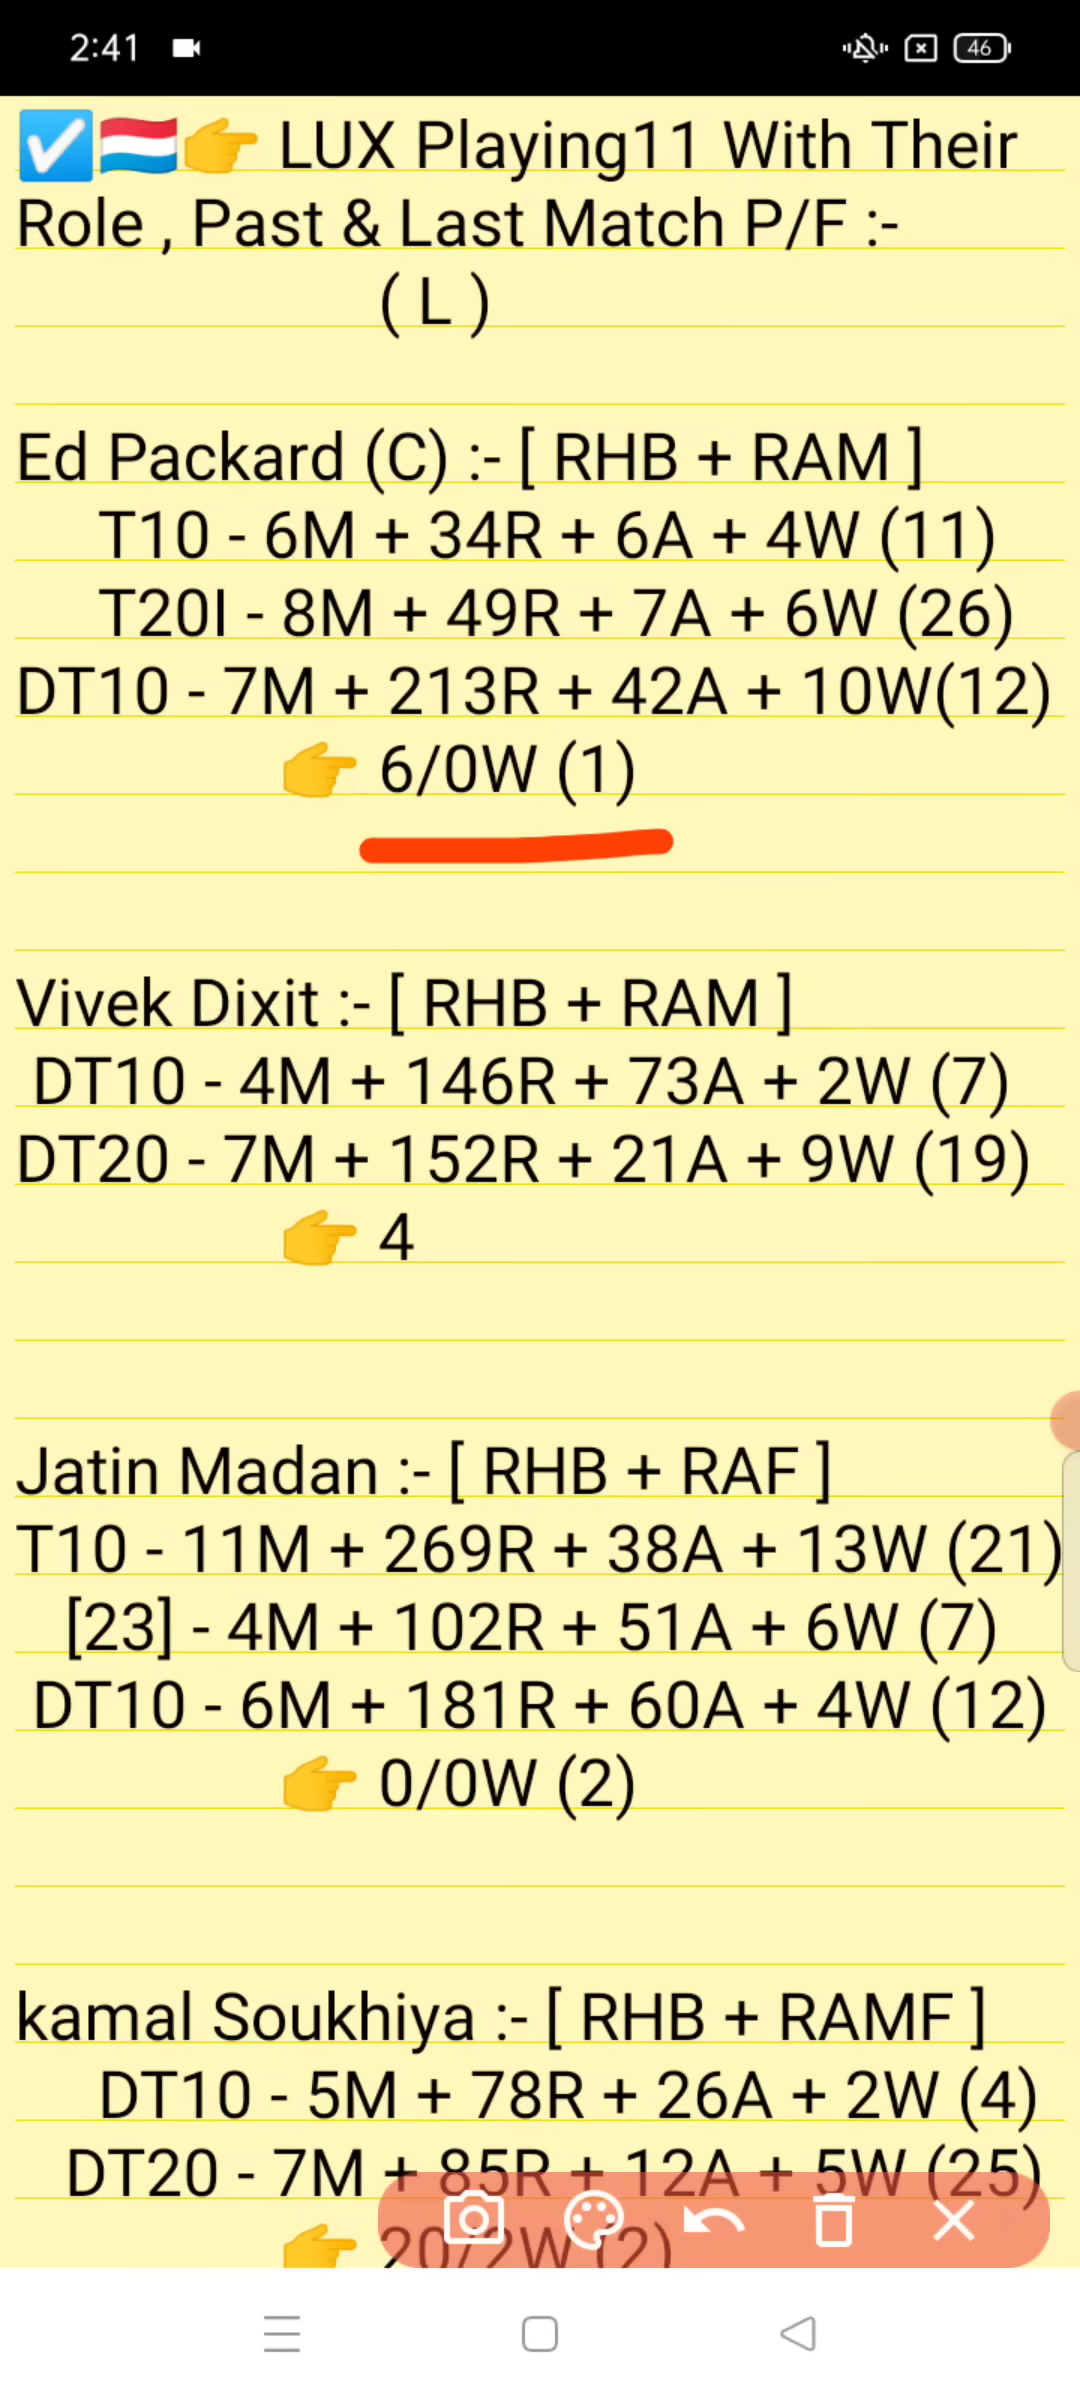 2:41
46
☑️🇱🇺👉 LUX Playing11 With Their
Role , Past & Last Match P/F :-
( L )
Ed Packard (C) :- [ RHB + RAM ]
T10 - 6M + 34R + 6A + 4W (11)
T20I - 8M + 49R + 7A + 6W (26)
DT10 - 7M + 213R + 42A + 10W(12)
👉 6/0W (1)
Vivek Dixit :- [ RHB + RAM ]
DT10 - 4M + 146R + 73A + 2W (7)
DT20 - 7M + 152R + 21A + 9W (19)
👉 4
Jatin Madan :- [ RHB + RAF ]
T10 - 11M + 269R + 38A + 13W (21)
[23] - 4M + 102R + 51A + 6W (7)
DT10 - 6M + 181R + 60A + 4W (12)
👉 0/0W (2)
kamal Soukhiya :- [ RHB + RAMF ]
DT10 - 5M + 78R + 26A + 2W (4)
DT20 - 7M + 85R + 12A + 5W (25)
👉 20/2W (2)